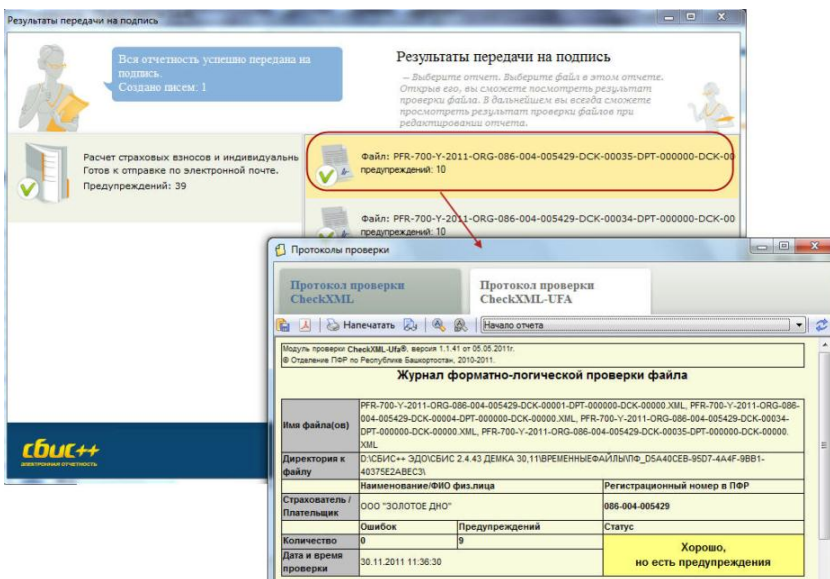 Результаты передачи на подпись
Вся отчетность успешно передана на
подпись.
Создано писем: 1
Результаты передачи на подпись
– Выберите отчет. Выберите файл в этом отчете.
Открыв его, вы сможете посмотреть результат
проверки файла. В дальнейшем вы всегда сможете
просмотреть результат проверки файлов при
редактировании отчета.
Расчет страховых взносов и индивидуальн
Готов к отправке по электронной почте.
Предупреждений: 39
Файл: PFR-700-Y-2011-ORG-086-004-005429-DCK-00035-DPT-000000-DCK-00
предупреждений: 10
Файл: PFR-700-Y-2011-ORG-086-004-005429-DCK-00034-DPT-000000-DCK-00
предупреждений: 10
сбис++
ЭЛЕКТРОННАЯ ОТЧЕТНОСТЬ
Протоколы проверки
Протокол проверки
CheckXML
Протокол проверки
CheckXML-UFA
Напечатать
Начало отчета
Модуль проверки CheckXML-Ufa®, версия 1.1.41 от 05.05.2011г.
© Отделение ПФР по Республике Башкортостан, 2010-2011.
Журнал форматно-логической проверки файла
Имя файла(ов)
PFR-700-Y-2011-ORG-086-004-005429-DCK-00001-DPT-000000-DCK-00000.XML, PFR-700-Y-2011-ORG-086-
004-005429-DCK-00004-DPT-000000-DCK-00000.XML, PFR-700-Y-2011-ORG-086-004-005429-DCK-00034-
DPT-000000-DCK-00000.XML, PFR-700-Y-2011-ORG-086-004-005429-DCK-00035-DPT-000000-DCK-00000.
XML
Директория к
файлу
D:\СБИС++ ЭДО\СБИС 2.4.43 ДЕМКА 30,11\ВРЕМЕННЫЕФАЙЛЫ\ПФ_D5A40CEB-95D7-4A4F-9BB1-
40375E2ABEC3\
Наименование/ФИО физ.лица
Регистрационный номер в ПФР
Страхователь /
Плательщик
ООО "ЗОЛОТОЕ ДНО"
086-004-005429
Ошибок
Предупреждений
Статус
Количество
0
9
Хорошо,
но есть предупреждения
Дата и время
проверки
30.11.2011 11:36:30